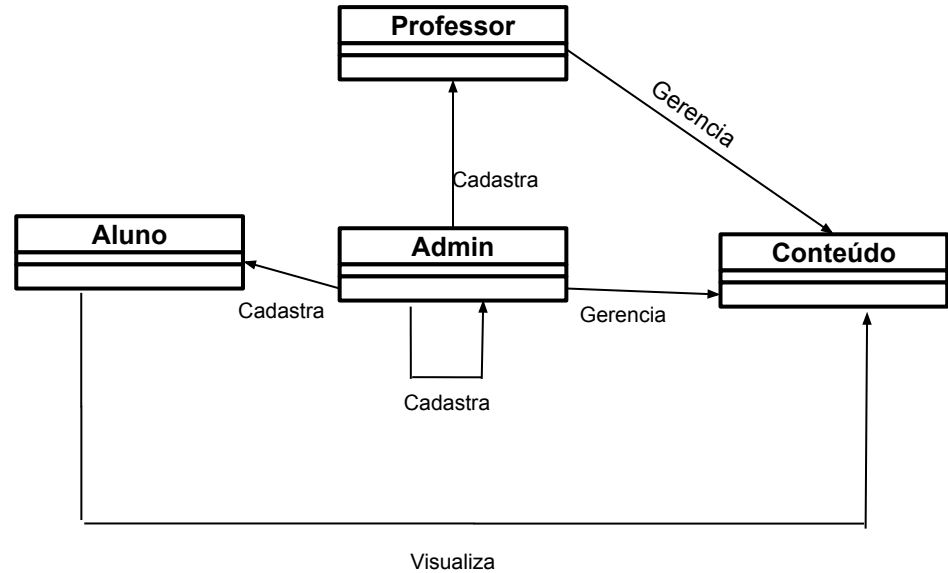 Professor
Gerencia
Cadastra
Aluno
Admin
Conteúdo
Cadastra
Gerencia
Cadastra
Visualiza